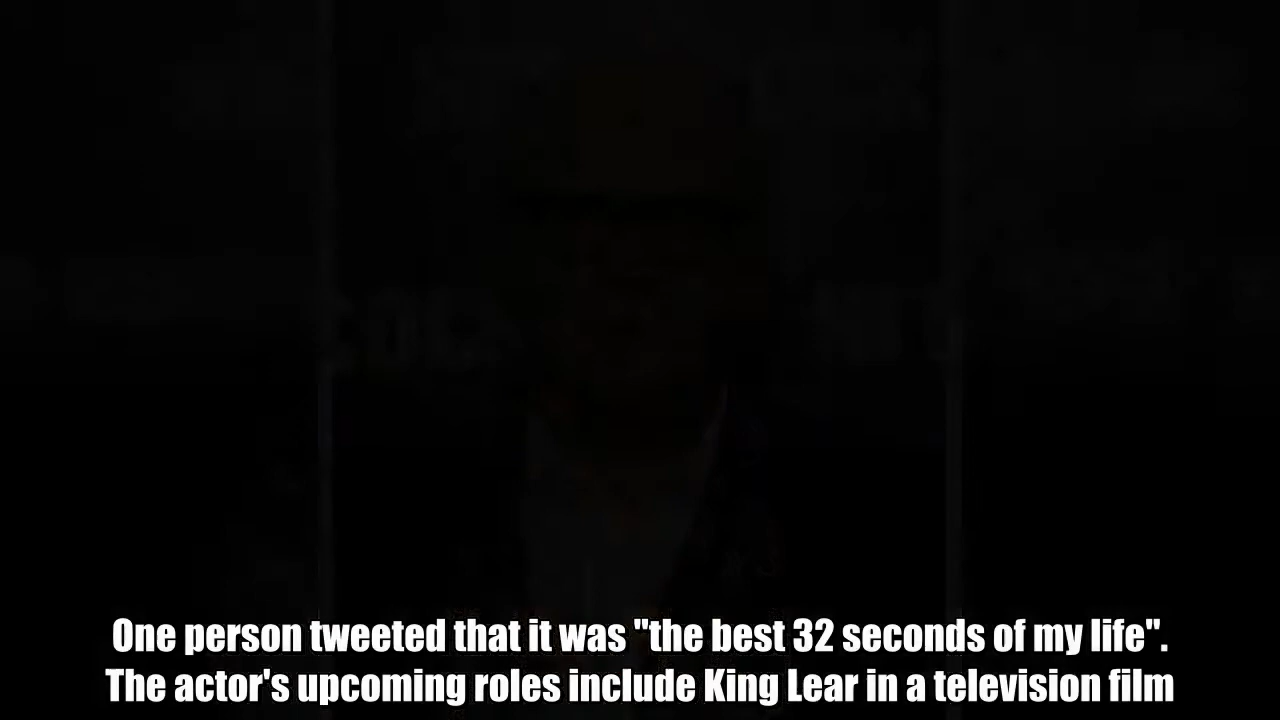 One person tweeted that it was "the best 32 seconds of my life".
The actor's upcoming roles include King Lear in a television film